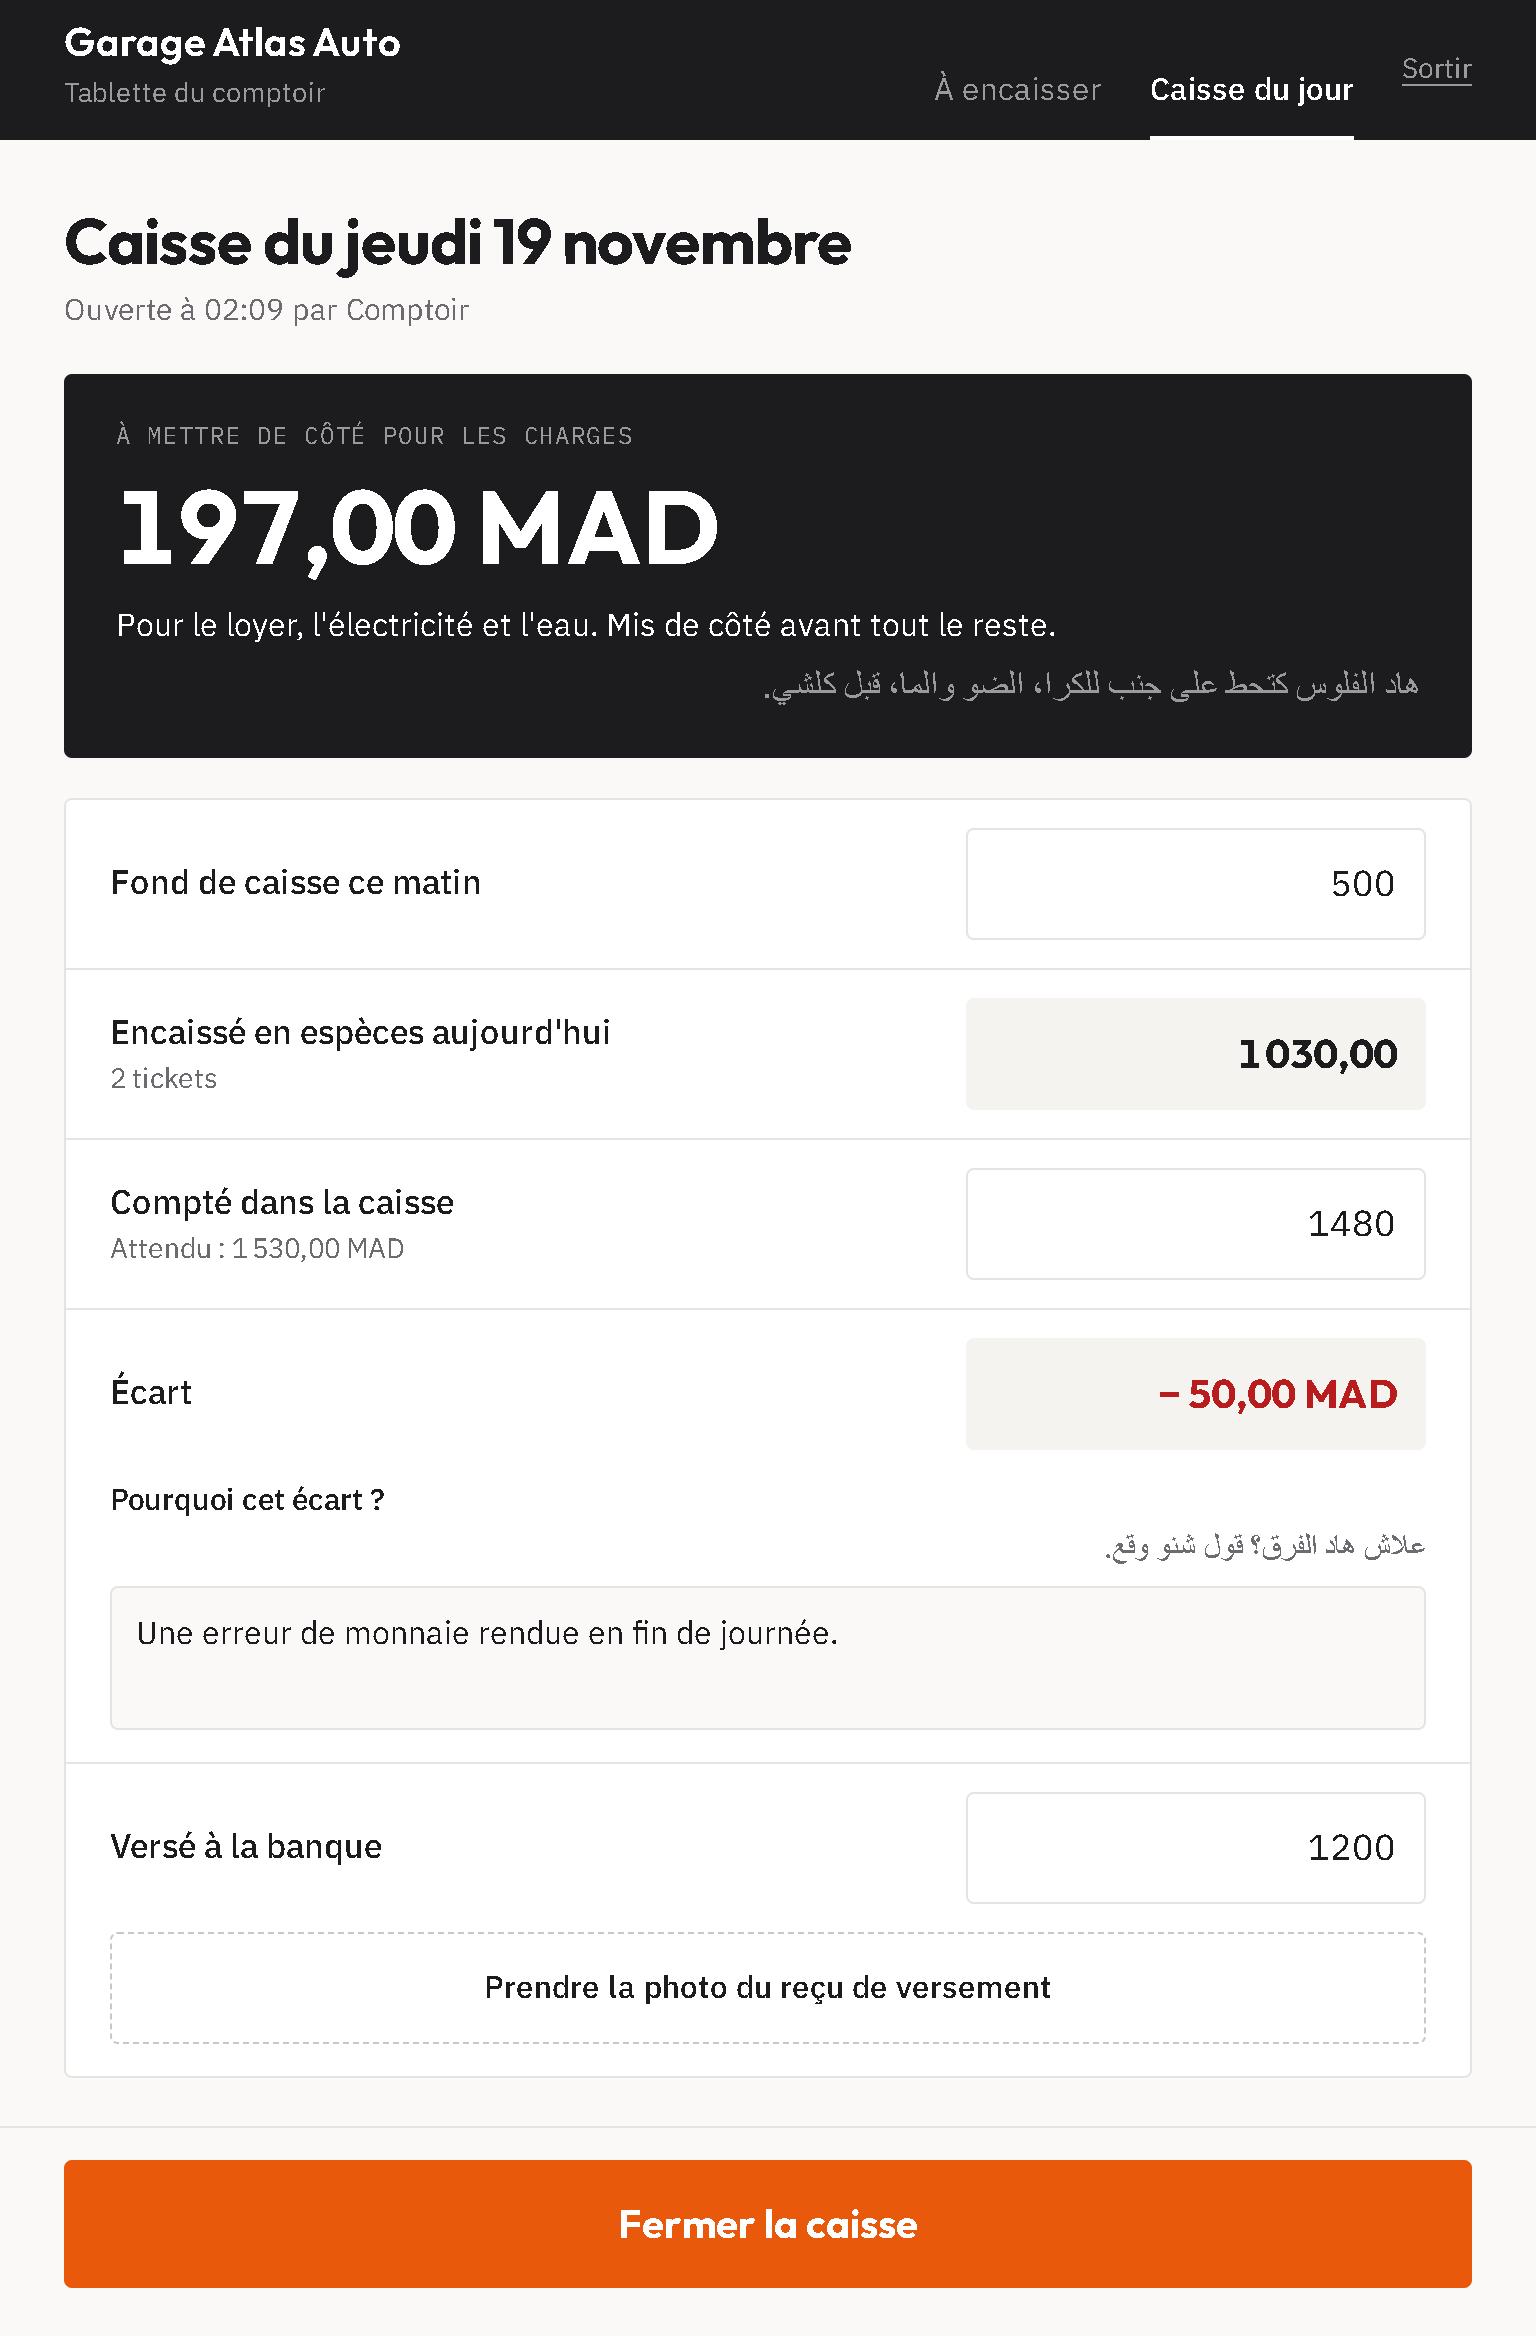 Garage Atlas Auto
Tablette du comptoir
À encaisser
Caisse du jour
Sortir
Caisse du jeudi 19 novembre
Ouverte à 02:09 par Comptoir
À METTRE DE CÔTÉ POUR LES CHARGES
197,00 MAD
Pour le loyer, l'électricité et l'eau. Mis de côté avant tout le reste.
هاد الفلوس كتحط على جنب للكرا، الضو والما، قبل كلشي.
Fond de caisse ce matin
500
Encaissé en espèces aujourd'hui
2 tickets
1 030,00
Compté dans la caisse
Attendu : 1 530,00 MAD
1480
Écart
– 50,00 MAD
Pourquoi cet écart ?
علاش هاد الفرق؟ قول شنو وقع.
Une erreur de monnaie rendue en fin de journée.
Versé à la banque
1200
Prendre la photo du reçu de versement
Fermer la caisse